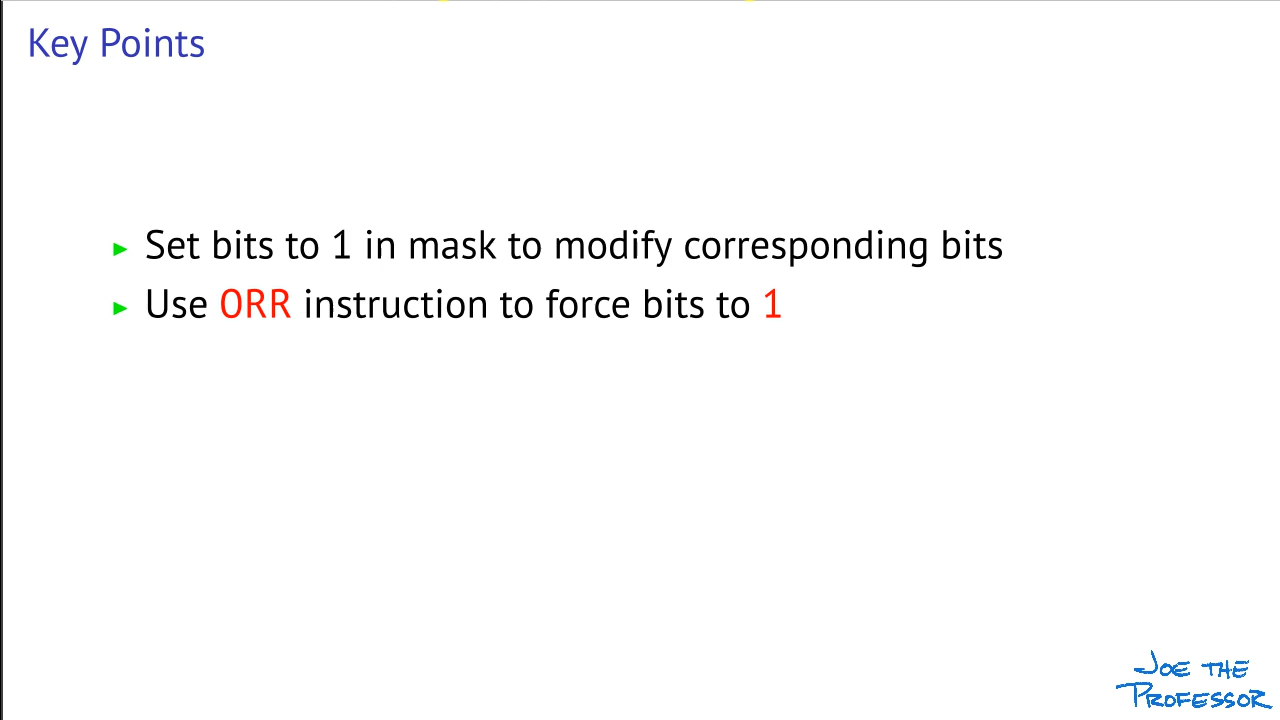 Key Points
▶ Set bits to 1 in mask to modify corresponding bits
▶ Use ORR instruction to force bits to 1
JOE THE
PROFESSOR